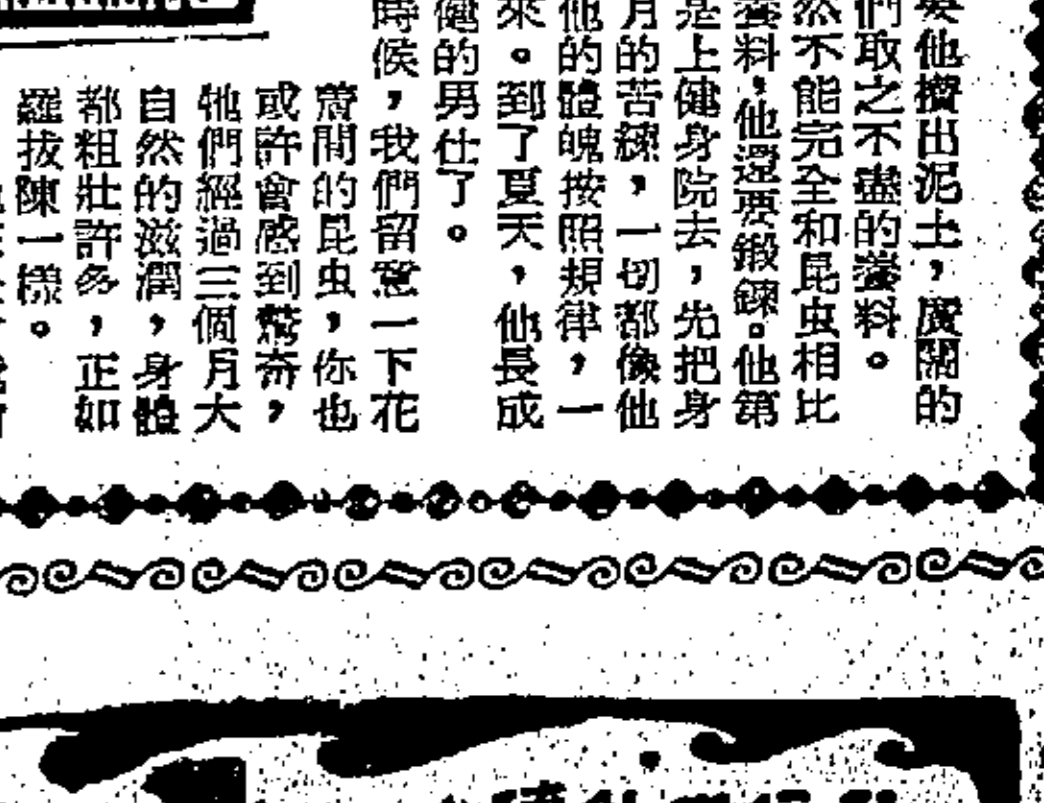 他攢出泥土，廣闊的
們取之不盡的養料。
然不能完全和昆虫相比
養料，他還要鍛鍊。他第
是上健身院去，先把身
月的苦練，一切都像他
他的體魄按照規律，一
來。到了夏天，他長成
健的男仕了。
時候，我們留意一下花
叢間的昆虫，你也
或許會感到驚奇，
牠們經過三個月大
自然的滋潤，身體
都粗壯許多，正如
羅拔陳一樣。